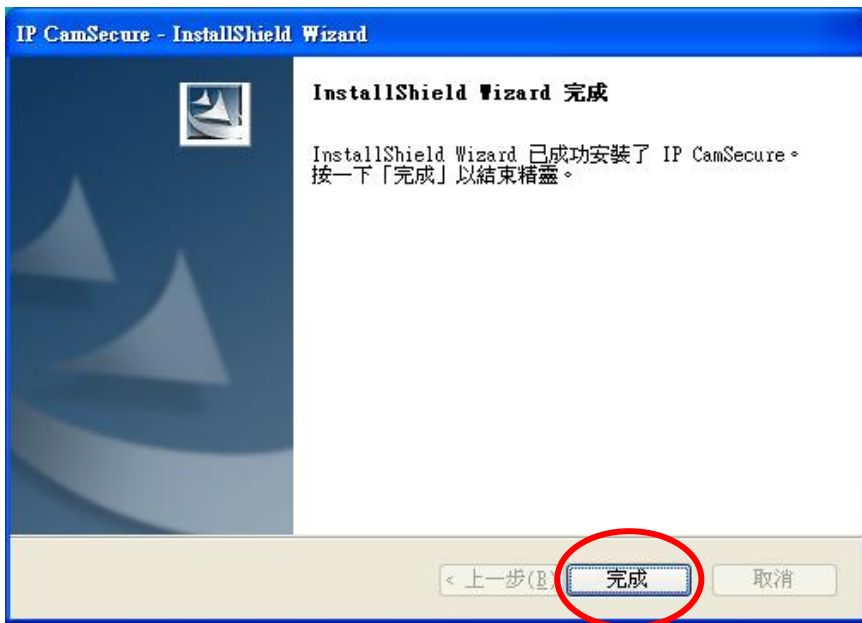 IP CamSecure - InstallShield Wizard
InstallShield Wizard 完成
InstallShield Wizard 已成功安裝了 IP CamSecure。
按一下「完成」以結束精靈。
< 上一步(B)
完成
取消